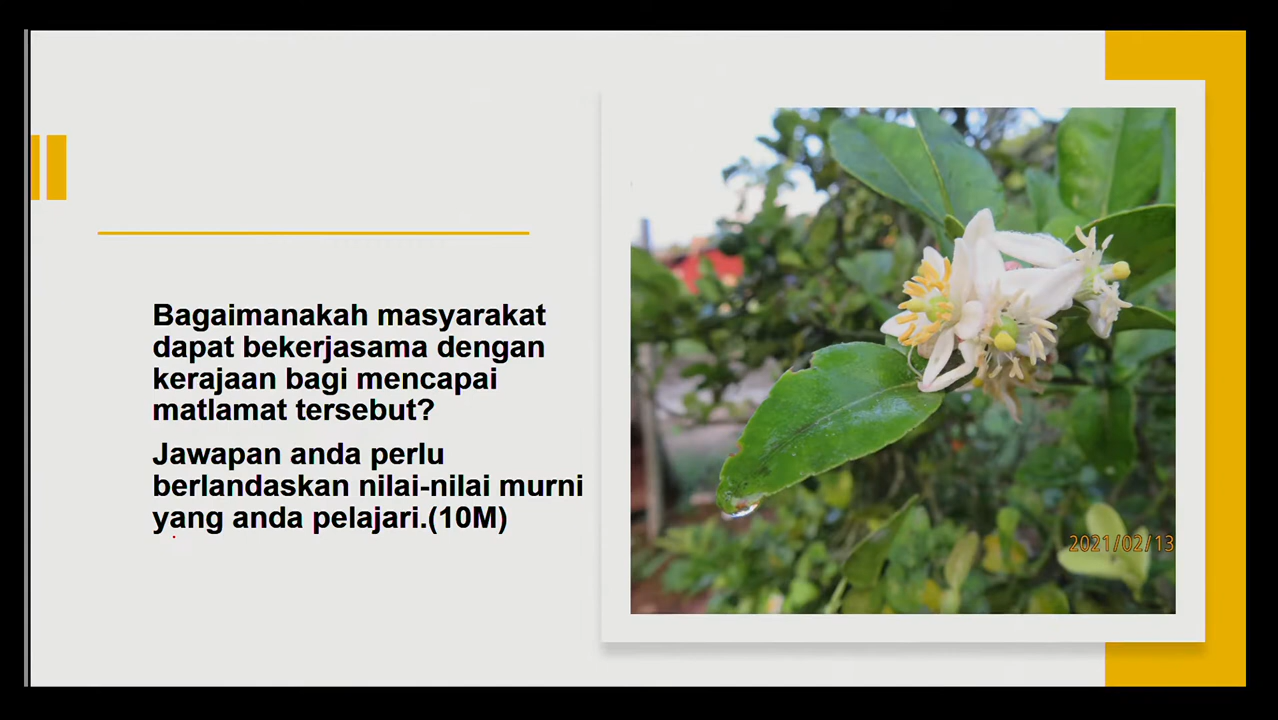 Bagaimanakah masyarakat
dapat bekerjasama dengan
kerajaan bagi mencapai
matlamat tersebut?
Jawapan anda perlu
berlandaskan nilai-nilai murni
yang anda pelajari.(10M)
2021/02/13